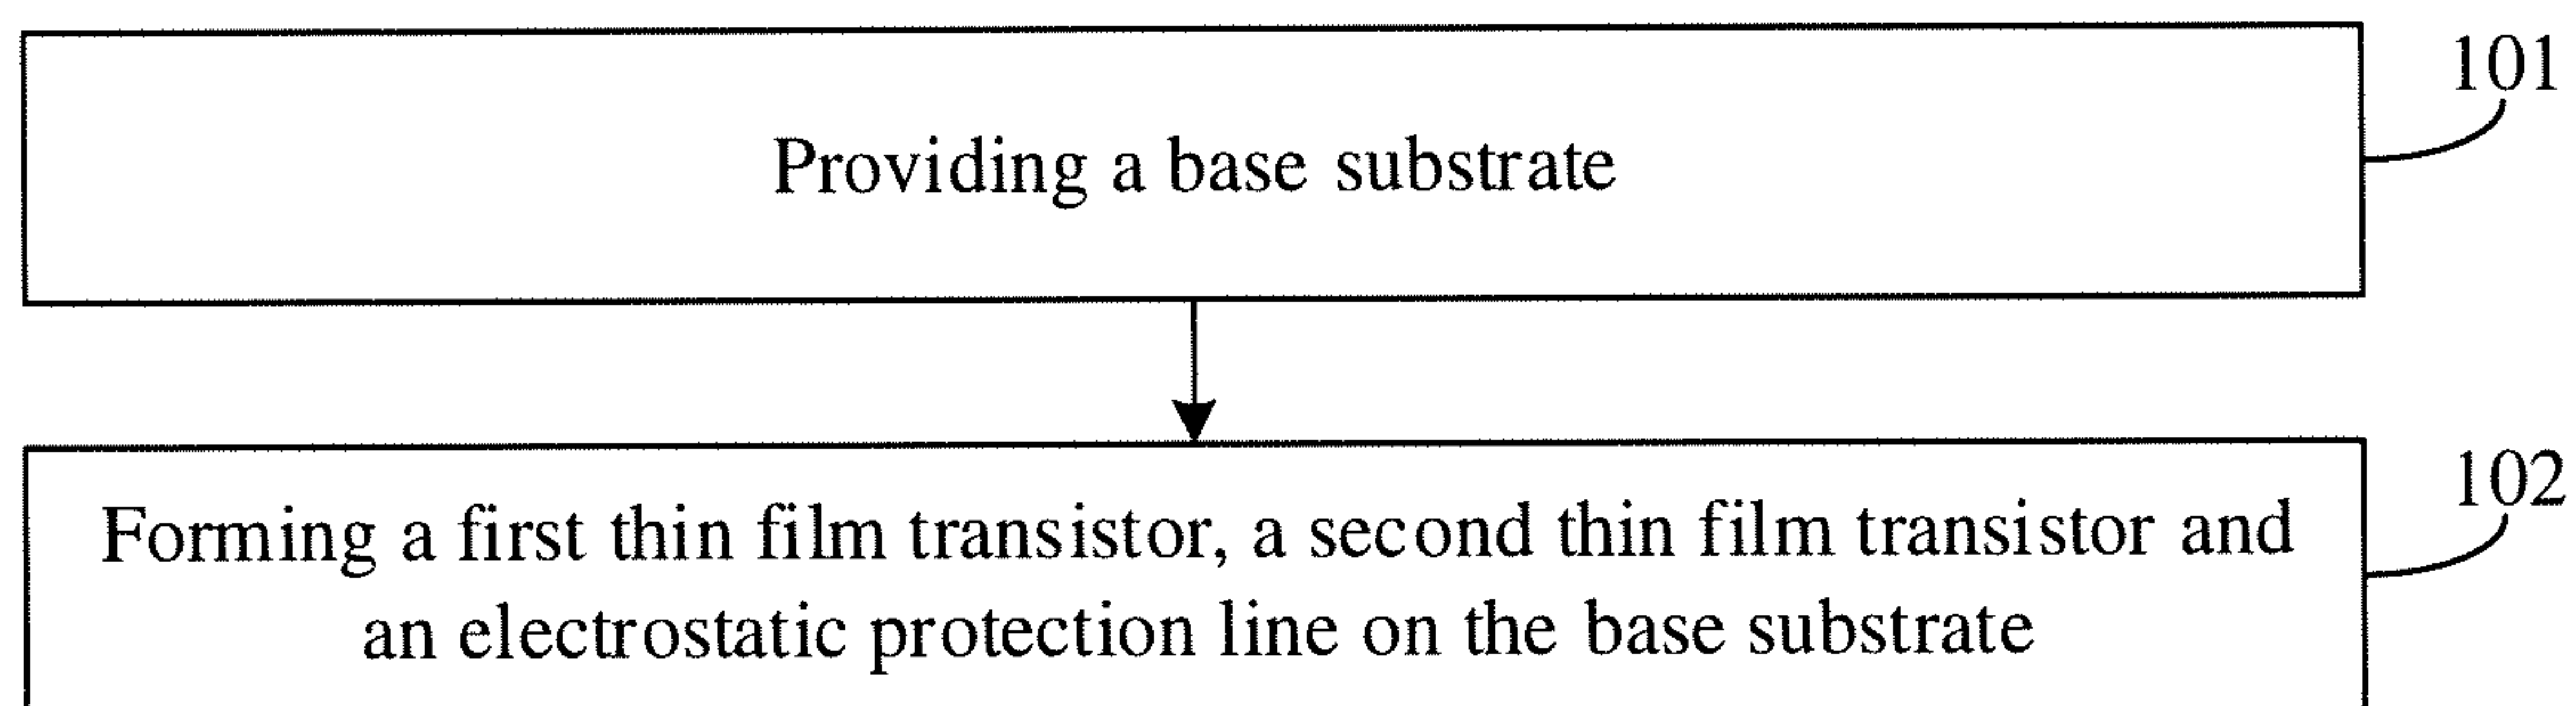 101
Providing a base substrate
102
Forming a first thin film transistor, a second thin film transistor and
an electrostatic protection line on the base substrate